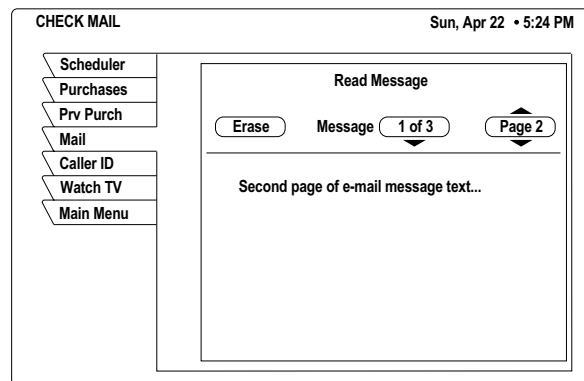 CHECK MAIL Sun, Apr 22 • 5:24 PM
Scheduler
Purchases
Prv Purch
Mail
Caller ID
Watch TV
Main Menu
Read Message
Erase Message 1 of 3 Page 2
Second page of e-mail message text...